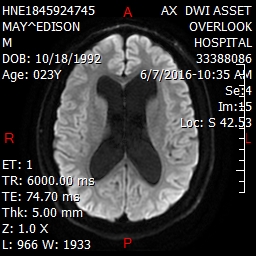 HNE1845924745
MAY^EDISON
M
DOB: 10/18/1992
Age: 023Y
A
AX DWI ASSET
OVERLOOK
HOSPITAL
33388086
6/7/2016-10:35 AM
Se:4
Im:15
Loc: S 42.53
R
L
ET: 1
TR: 6000.00 ms
TE: 74.70 ms
Thk: 5.00 mm
Z: 1.0 X
L: 966 W: 1933
P